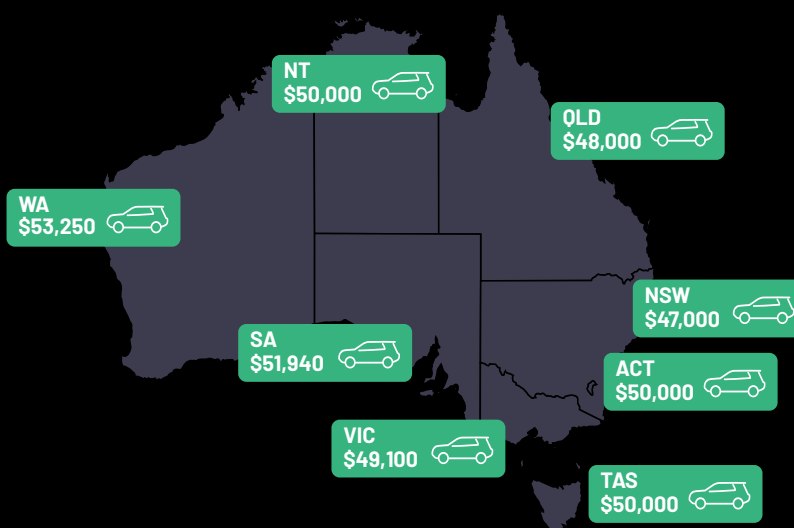 NT
$50,000
QLD
$48,000
WA
$53,250
NSW
$47,000
SA
$51,940
ACT
$50,000
VIC
$49,100
TAS
$50,000